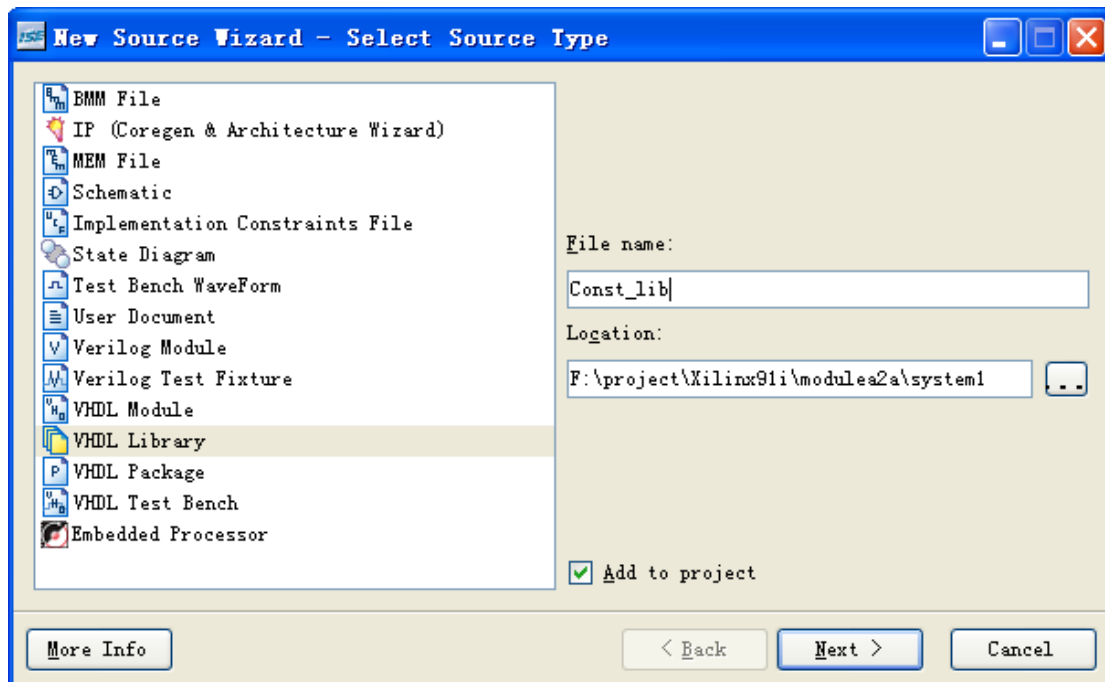 New Source Wizard - Select Source Type
BMM File
IP (Coregen & Architecture Wizard)
MEM File
Schematic
Implementation Constraints File
State Diagram
Test Bench WaveForm
User Document
Verilog Module
Verilog Test Fixture
VHDL Module
VHDL Library
VHDL Package
VHDL Test Bench
Embedded Processor
File name:
Const_lib
Location:
F:\project\Xilinx91i\modulea2a\system1
...
Add to project
More Info
< Back
Next >
Cancel